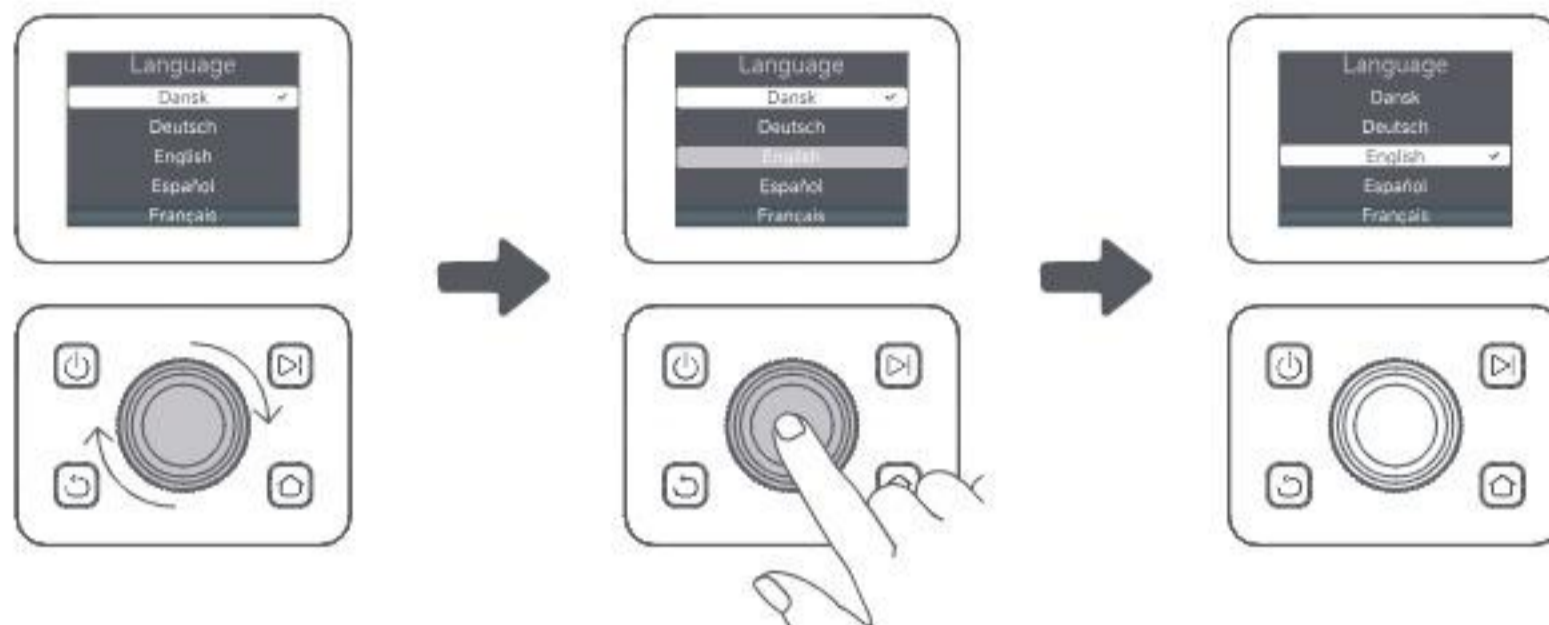 Language
Dansk
Deutsch
English
Español
Français
Language
Dansk
Deutsch
English
Español
Français
Language
Dansk
Deutsch
English
Español
Français